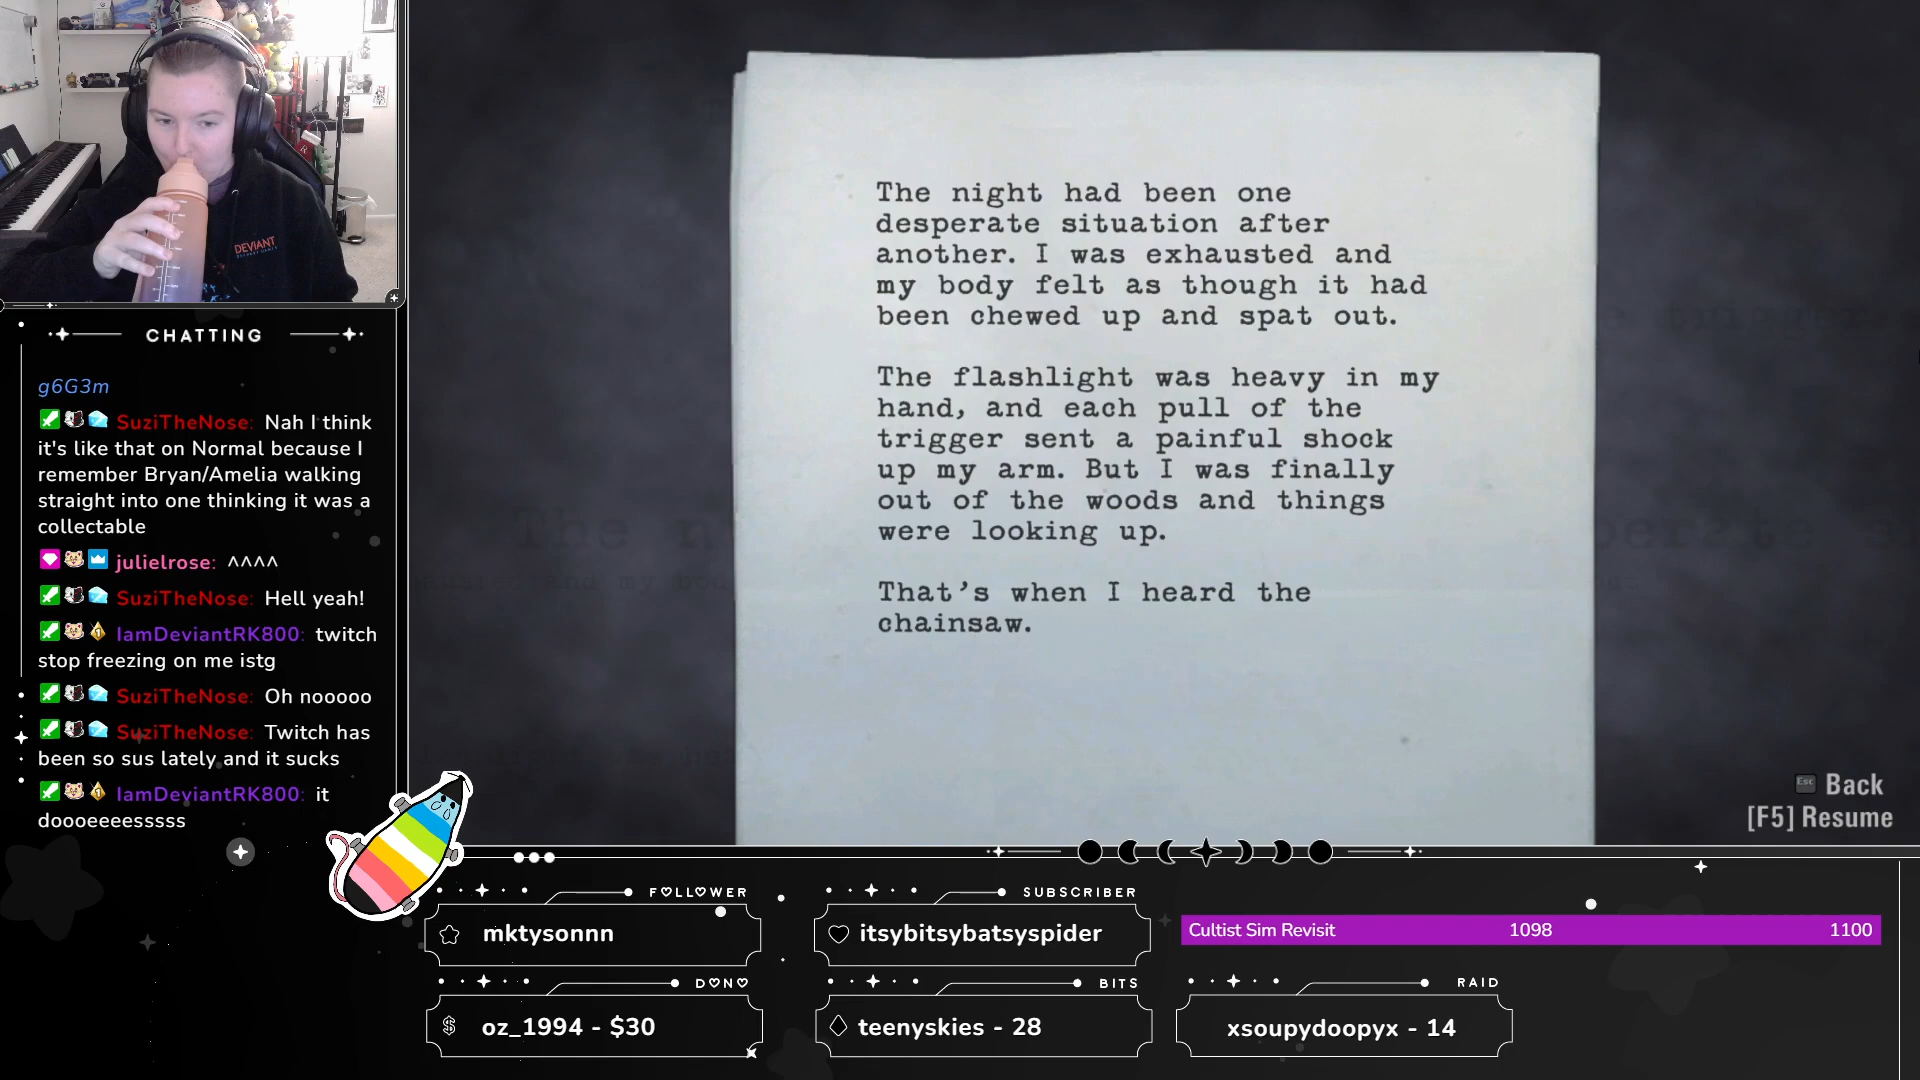 DEVIANT
CHATTING
g6G3m
SuziTheNose: Nah I think
it's like that on Normal because I
remember Bryan/Amelia walking
straight into one thinking it was a
collectable
julielrose: ^^^^
SuziTheNose: Hell yeah!
IamDeviantRK800: twitch
stop freezing on me istg
SuziTheNose: Oh nooooo
SuziTheNose: Twitch has
been so sus lately and it sucks
IamDeviantRK800: it
doooeeeesssss
The night had been one
desperate situation after
another. I was exhausted and
my body felt as though it had
been chewed up and spat out.
The flashlight was heavy in my
hand, and each pull of the
trigger sent a painful shock
up my arm. But I was finally
out of the woods and things
were looking up.
That's when I heard the
chainsaw.
Esc Back
[F5] Resume
FOLLOWER
mktysonnn
SUBSCRIBER
itsybitsybatsyspider
Cultist Sim Revisit 1098 1100
DONO
oz_1994 - $30
BITS
teenyskies - 28
RAID
xsoupydoopyx - 14